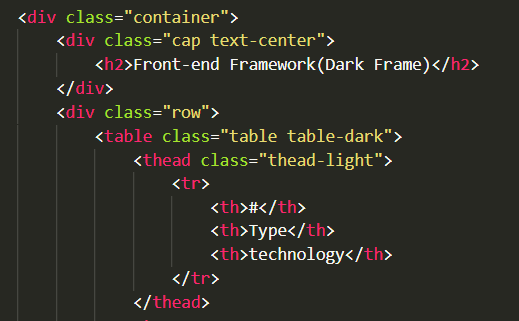 <div class="container">
<div class="cap text-center">
<h2>Front-end Framework(Dark Frame)</h2>
</div>
<div class="row">
<table class="table table-dark">
<thead class="thead-light">
<tr>
<th>#</th>
<th>Type</th>
<th>technology</th>
</tr>
</thead>